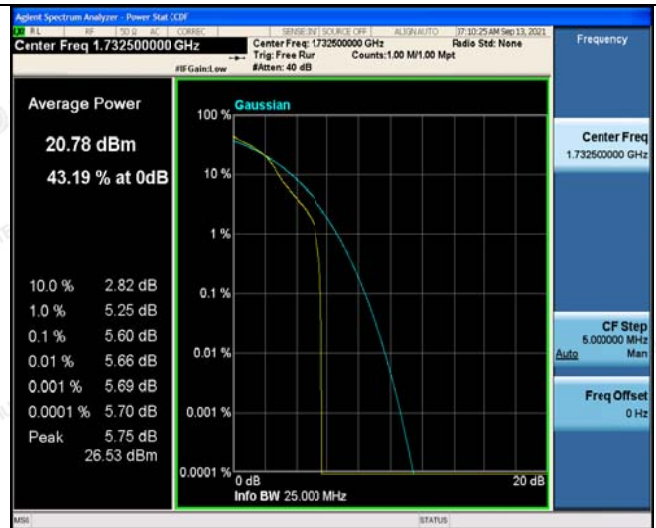 Agilent Spectrum Analyzer - Power Stat CCDF
RL RF 50 Ω AC CORREC SENSE:INT SOURCE OFF ALIGN AUTO 07:10:25 AM Sep 13, 2021
Center Freq 1.732500000 GHz
Center Freq: 1.732500000 GHz
Radio Std: None
Trig: Free Run Counts:1.00 M/1.00 Mpt
#IFGain:Low #Atten: 40 dB
Frequency
Average Power
20.78 dBm
43.19 % at 0dB
10.0 % 2.82 dB
1.0 % 5.25 dB
0.1 % 5.60 dB
0.01 % 5.66 dB
0.001 % 5.69 dB
0.0001 % 5.70 dB
Peak 5.75 dB
26.53 dBm
Gaussian
100 %
10 %
1 %
0.1 %
0.01 %
0.001 %
0.0001 %
0 dB 20 dB
Info BW 25.000 MHz
Center Freq
1.732500000 GHz
CF Step
5.000000 MHz
Auto Man
Freq Offset
0 Hz
MSG STATUS